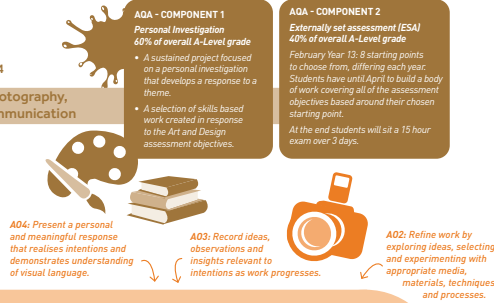 AQA - COMPONENT 1
Personal Investigation
60% of overall A-Level grade
• A sustained project focused
on a personal investigation
that develops a response to a
theme.
• A selection of skills based
work created in response
to the Art and Design
assessment objectives.
AQA - COMPONENT 2
Externally set assessment (ESA)
40% of overall A-Level grade
February Year 13: 8 starting points
to choose from, differing each year.
Students have until April to build a body
of work covering all of the assessment
objectives based around their chosen
starting point.
At the end students will sit a 15 hour
exam over 3 days.
4
otography,
mmunication
AO4: Present a personal
and meaningful response
that realises intentions and
demonstrates understanding
of visual language.
AO3: Record ideas,
observations and
insights relevant to
intentions as work progresses.
AO2: Refine work by
exploring ideas, selecting
and experimenting with
appropriate media,
materials, techniques
and processes.